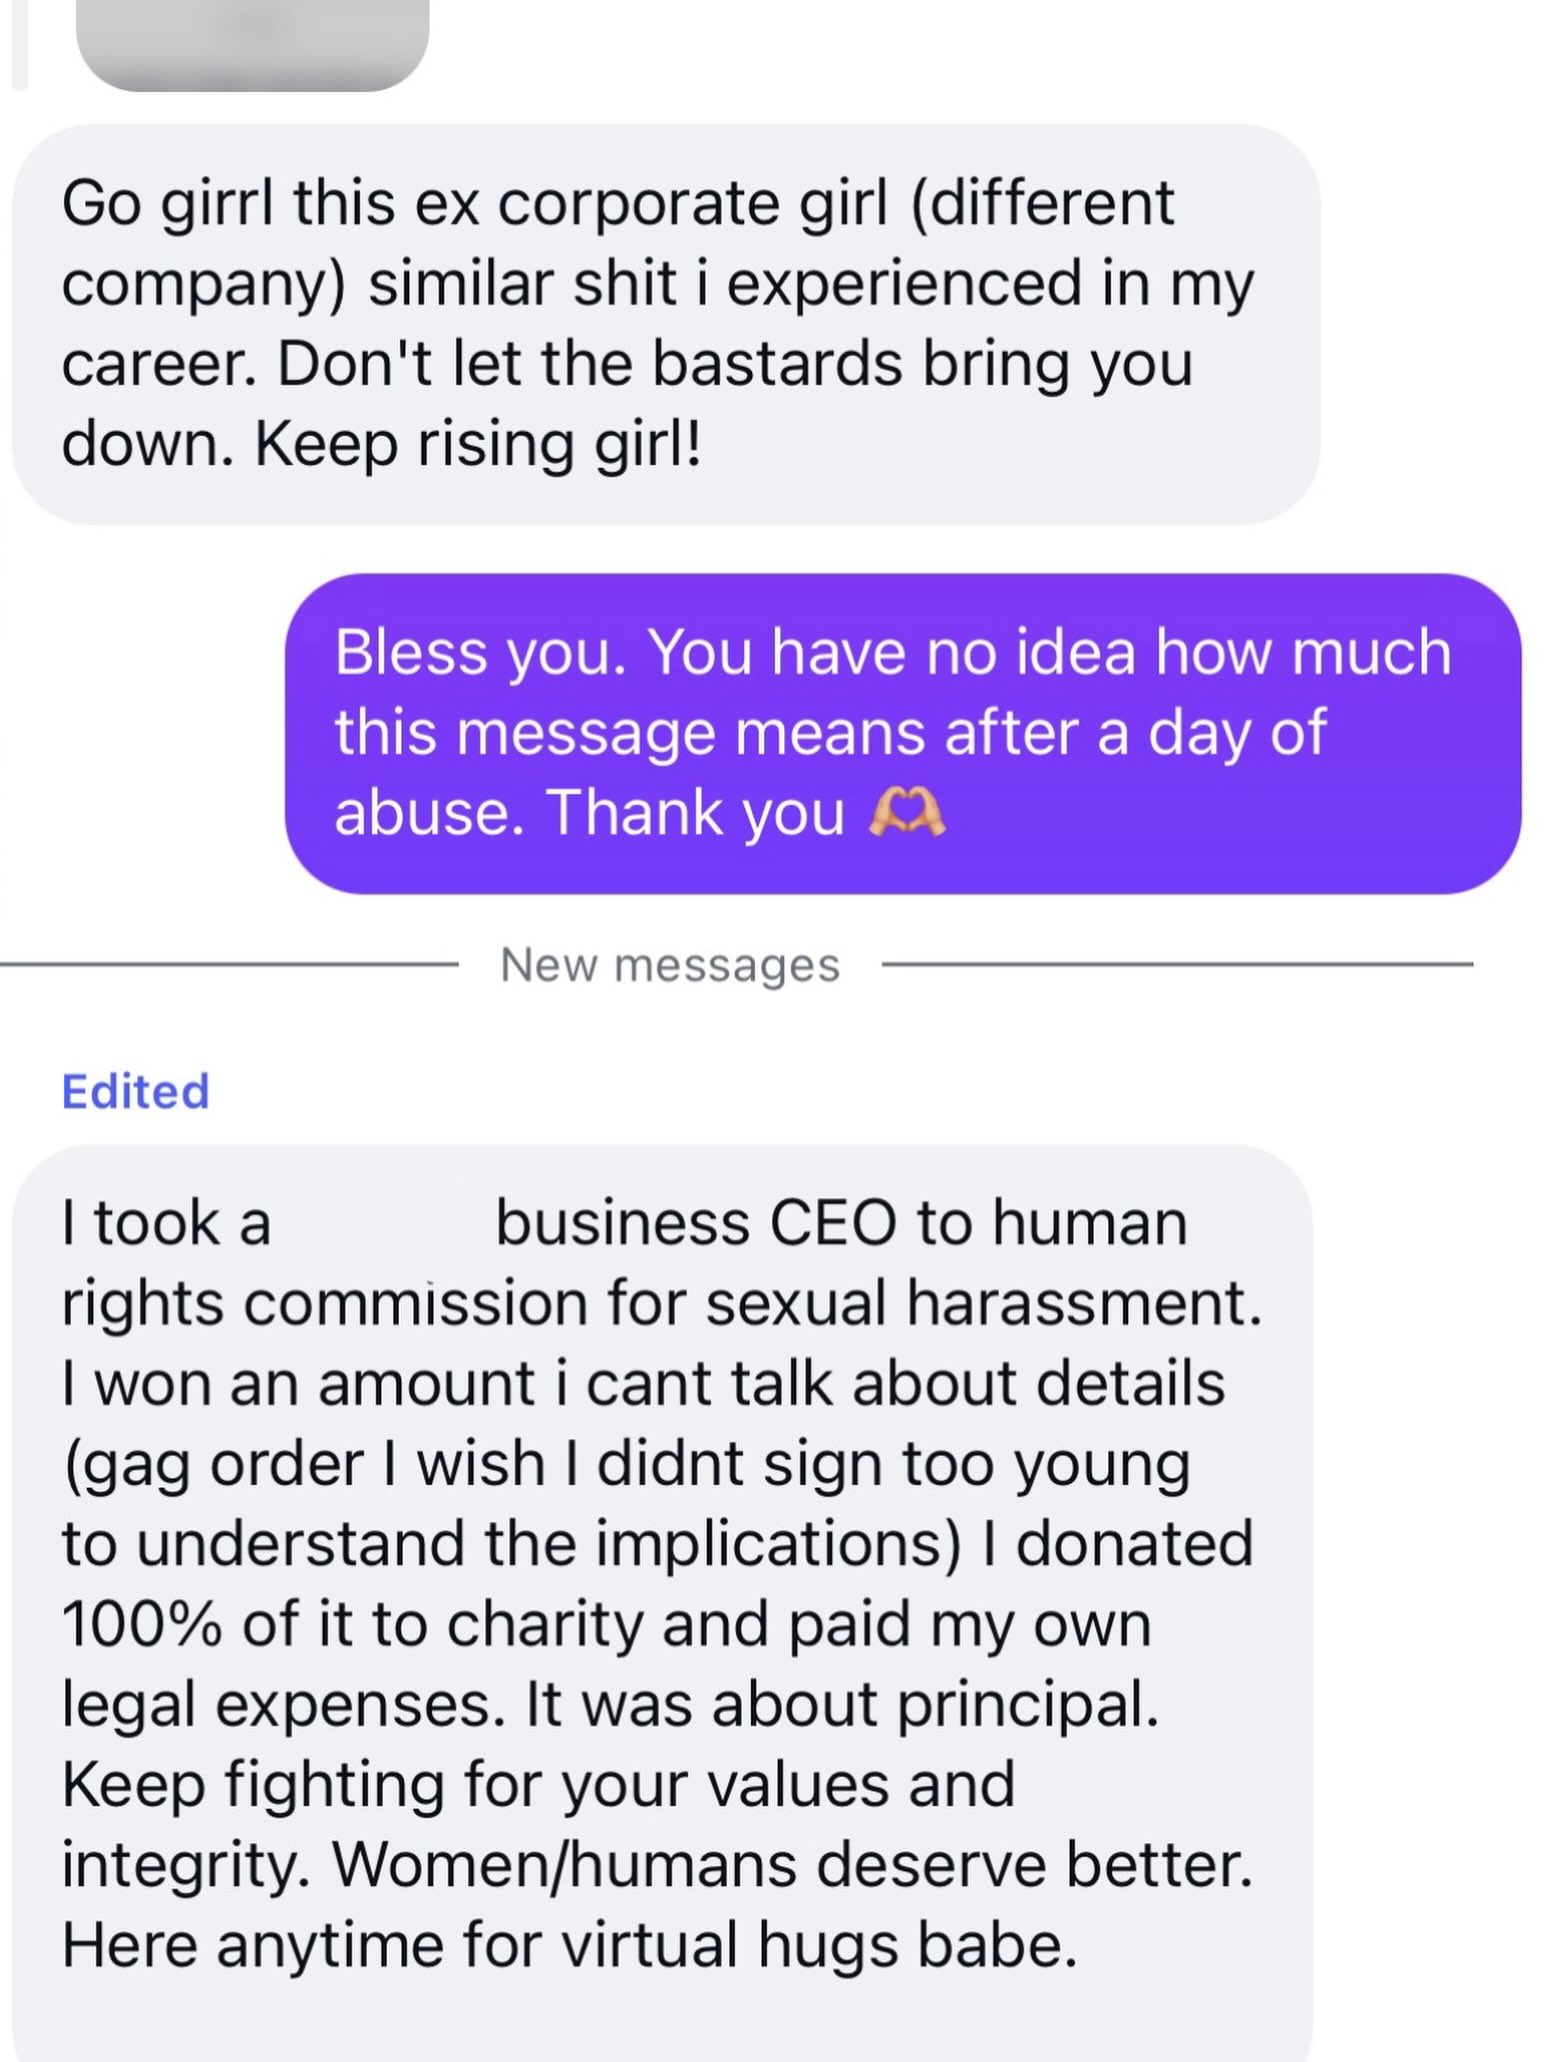 Go girrl this ex corporate girl (different
company) similar shit i experienced in my
career. Don't let the bastards bring you
down. Keep rising girl!
Bless you. You have no idea how much
this message means after a day of
abuse. Thank you 🫶🏼
New messages
Edited
I took a business CEO to human
rights commission for sexual harassment.
I won an amount i cant talk about details
(gag order I wish I didnt sign too young
to understand the implications) I donated
100% of it to charity and paid my own
legal expenses. It was about principal.
Keep fighting for your values and
integrity. Women/humans deserve better.
Here anytime for virtual hugs babe.